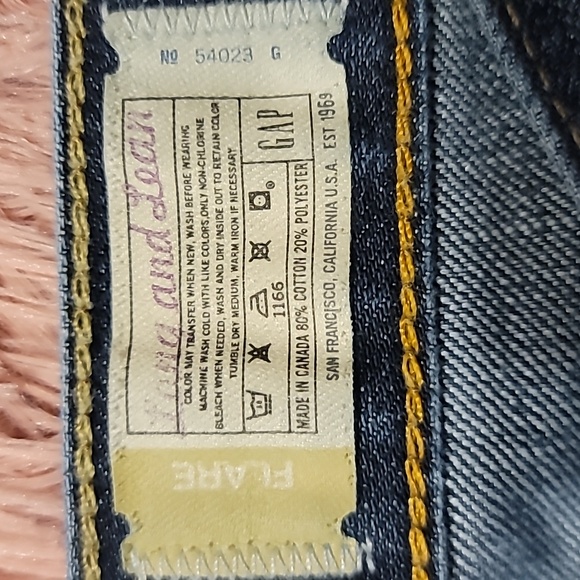 Nº 54023 G
Long and Lean
COLOR MAY TRANSFER WHEN NEW, WASH BEFORE WEARING
MACHINE WASH COLD WITH LIKE COLORS,ONLY NON-CHLORINE
BLEACH WHEN NEEDED, WASH AND DRY INSIDE OUT TO RETAIN COLOR
TUMBLE DRY MEDIUM, WARM IRON IF NECESSARY
1166
GAP
MADE IN CANADA 80% COTTON 20% POLYESTER
SAN FRANCISCO, CALIFORNIA U.S.A. EST 1969
FLARE